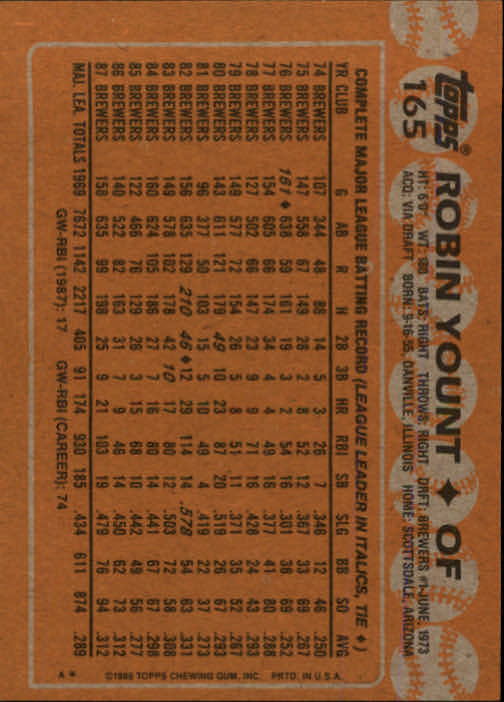 topps® ROBIN YOUNT ♦ OF
165 HT: 6'0" WT: 180 BATS: RIGHT THROWS: RIGHT DRFT: BREWERS #1-JUNE, 1973
ACQ: VIA DRAFT BORN: 9-16-55, DANVILLE, ILLINOIS HOME: SCOTTSDALE, ARIZONA
COMPLETE MAJOR LEAGUE BATTING RECORD (LEAGUE LEADER IN ITALICS, TIE ♦)
YR CLUB G AB R H 2B 3B HR RBI SB SLG BB SO AVG
74 BREWERS 107 344 48 86 14 5 3 26 7 .346 12 46 .250
75 BREWERS 147 558 67 149 28 2 8 52 12 .367 33 69 .267
76 BREWERS 161♦ 638 59 161 19 3 2 54 16 .301 38 69 .252
77 BREWERS 154 605 66 174 34 4 4 49 16 .377 41 80 .288
78 BREWERS 127 502 66 147 23 9 9 71 16 .428 24 43 .293
79 BREWERS 149 577 72 154 26 5 8 51 11 .371 35 52 .267
80 BREWERS 143 611 121 179 49 10 23 87 20 .519 26 67 .293
81 BREWERS 96 377 50 103 15 5 10 49 4 .419 22 37 .273
82 BREWERS 156 635 129 210 46♦ 12 29 114 14 .578 54 63 .331
83 BREWERS 149 578 102 178 42 10 17 80 12 .503 72 58 .308
84 BREWERS 160 624 105 186 27 7 16 80 14 .441 67 67 .298
85 BREWERS 122 466 76 129 26 3 15 68 10 .442 49 56 .277
86 BREWERS 140 522 82 163 31 7 9 46 14 .450 62 73 .312
87 BREWERS 158 635 99 198 25 9 21 103 19 .479 76 94 .312
MAJ. LEA. TOTALS 1969 7672 1142 2217 405 91 174 930 185 .434 611 874 .289
GW-RBI (1987): 17 GW-RBI (CAREER): 74
©1988 TOPPS CHEWING GUM, INC. PRTD. IN U.S.A. A*